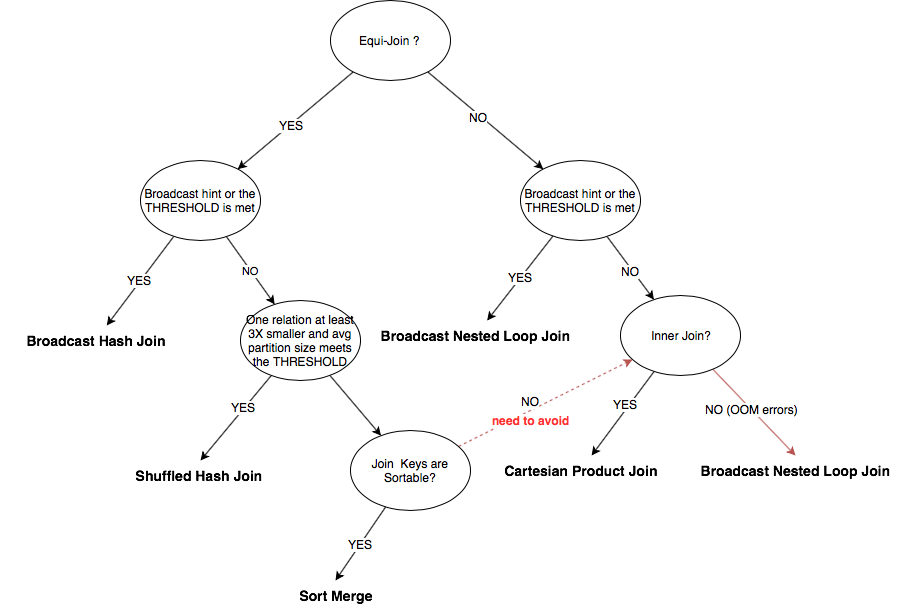 Equi-Join ?
YES
NO
Broadcast hint or the
THRESHOLD is met
Broadcast hint or the
THRESHOLD is met
YES
NO
YES
NO
Broadcast Hash Join
One relation at least
3X smaller and avg
partition size meets
the THRESHOLD
Broadcast Nested Loop Join
Inner Join?
YES
NO
need to avoid
YES
NO (OOM errors)
Shuffled Hash Join
Join Keys are
Sortable?
Cartesian Product Join
Broadcast Nested Loop Join
YES
Sort Merge